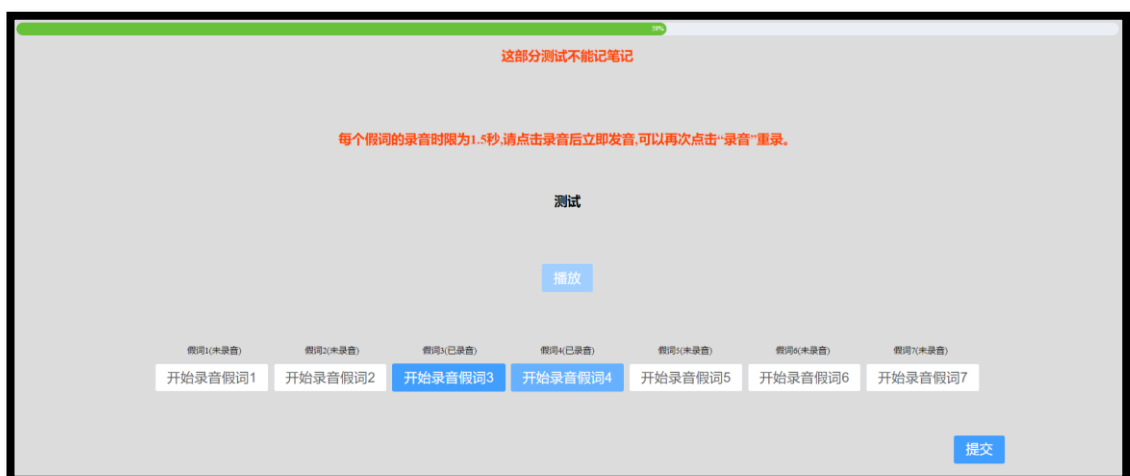 59%
这部分测试不能记笔记
每个假词的录音时限为1.5秒,请点击录音后立即发音,可以再次点击“录音”重录。
测试
播放
假词1(未录音) 假词2(未录音) 假词3(已录音) 假词4(已录音) 假词5(未录音) 假词6(未录音) 假词7(未录音)
开始录音假词1 开始录音假词2 开始录音假词3 开始录音假词4 开始录音假词5 开始录音假词6 开始录音假词7
提交